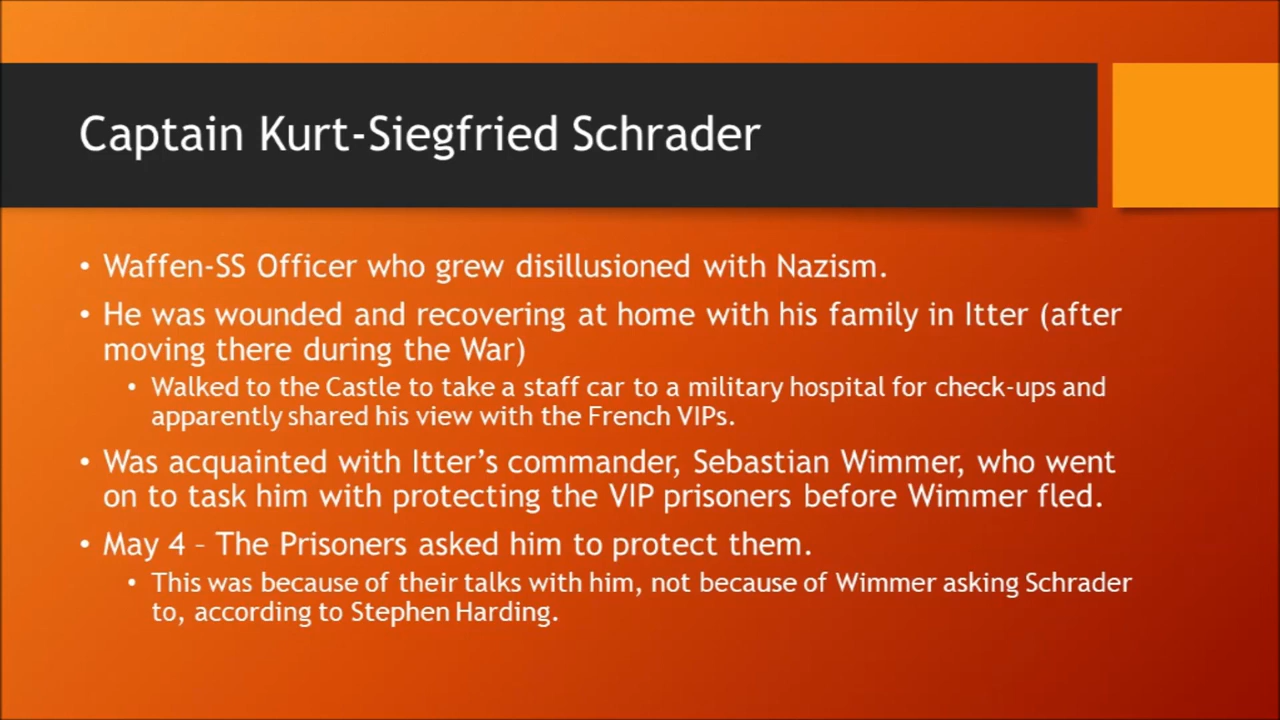 Captain Kurt-Siegfried Schrader
• Waffen-SS Officer who grew disillusioned with Nazism.
• He was wounded and recovering at home with his family in Itter (after
moving there during the War)
• Walked to the Castle to take a staff car to a military hospital for check-ups and
apparently shared his view with the French VIPs.
• Was acquainted with Itter’s commander, Sebastian Wimmer, who went
on to task him with protecting the VIP prisoners before Wimmer fled.
• May 4 – The Prisoners asked him to protect them.
• This was because of their talks with him, not because of Wimmer asking Schrader
to, according to Stephen Harding.